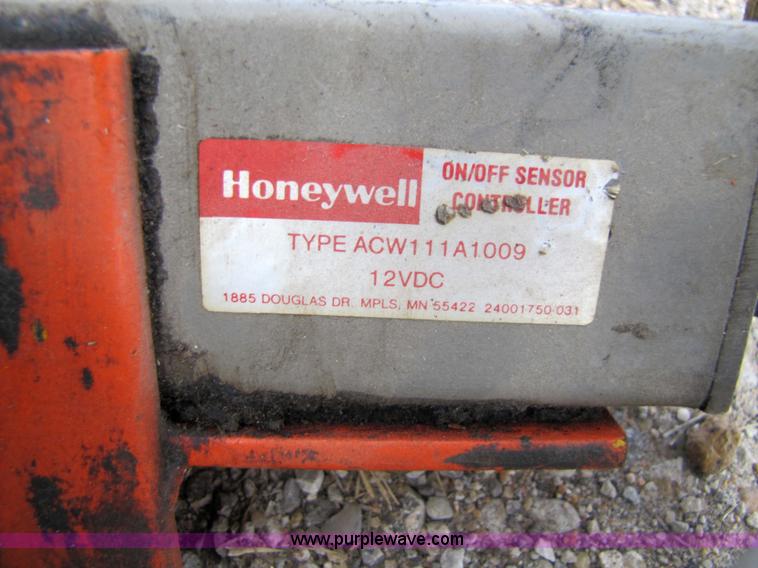 Honeywell
ON/OFF SENSOR
CONTROLLER
TYPE ACW111A1009
12VDC
1885 DOUGLAS DR. MPLS, MN 55422 24001750-031
www.purplewave.com